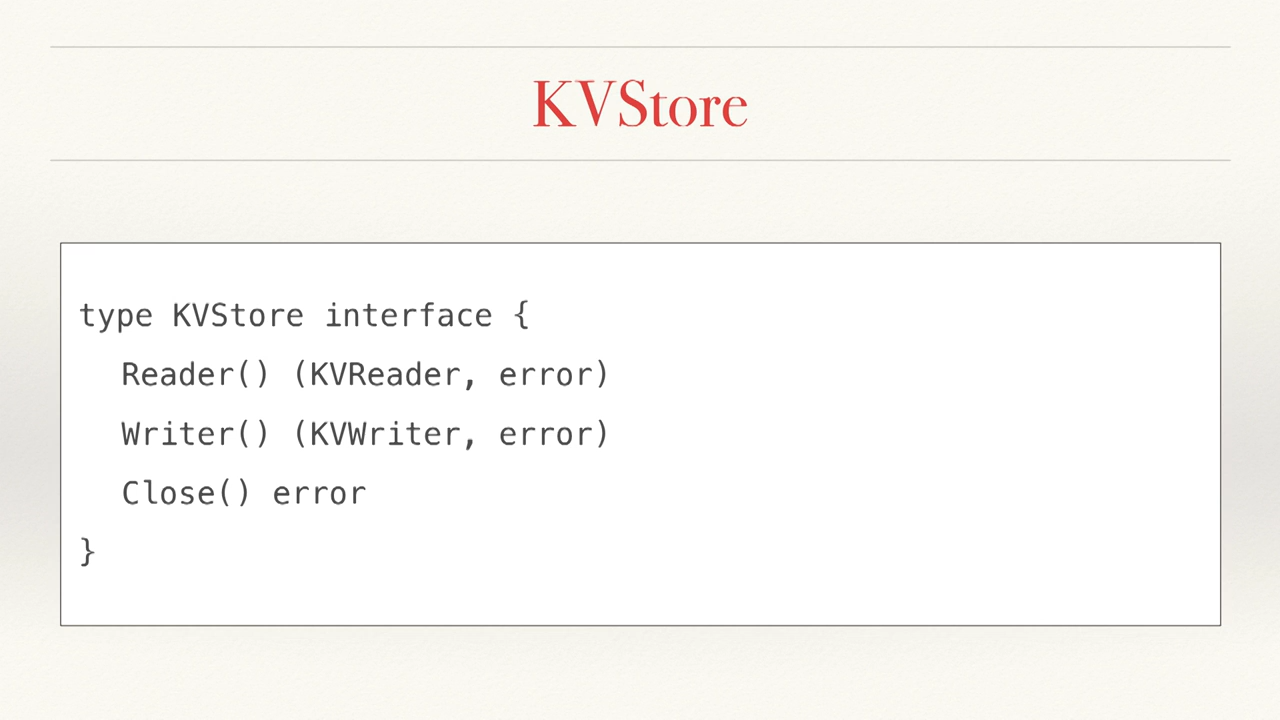 KVStore
type KVStore interface {
Reader() (KVReader, error)
Writer() (KVWriter, error)
Close() error
}